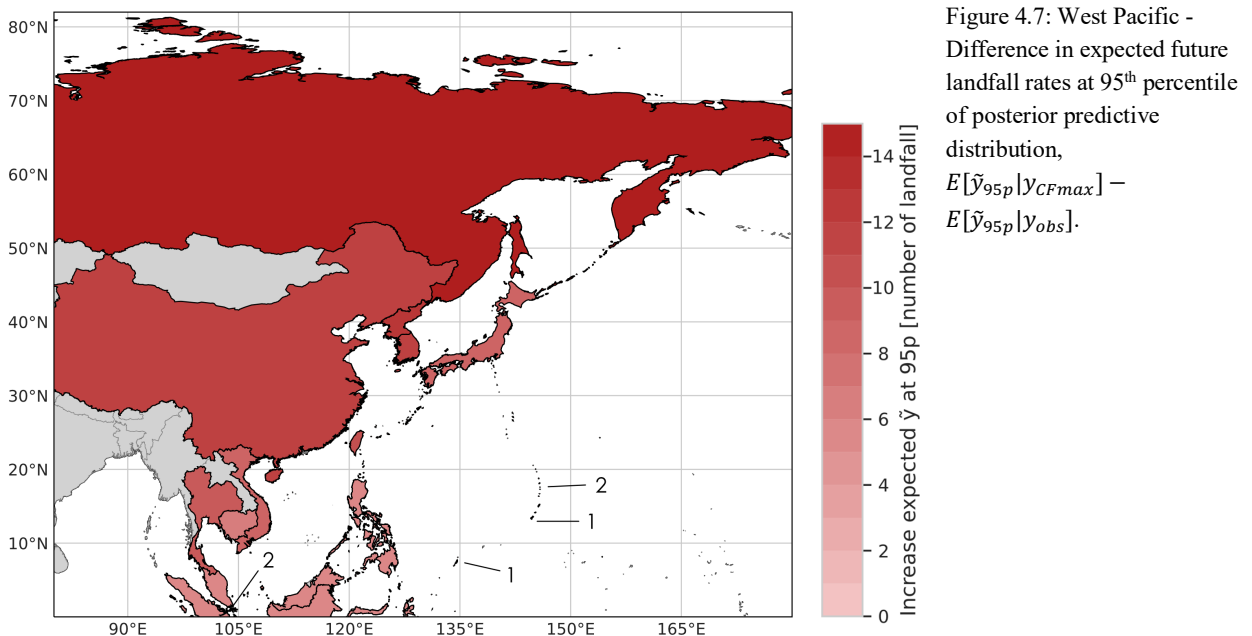 80°N
70°N
60°N
50°N
40°N
30°N
20°N
10°N
90°E
105°E
120°E
135°E
150°E
165°E
2
1
1
2
14
12
10
8
6
4
2
0
Increase expected ỹ at 95p [number of landfall]
Figure 4.7: West Pacific -
Difference in expected future
landfall rates at 95th percentile
of posterior predictive
distribution,
E[ỹ95p|yCFmax] −
E[ỹ95p|yobs].